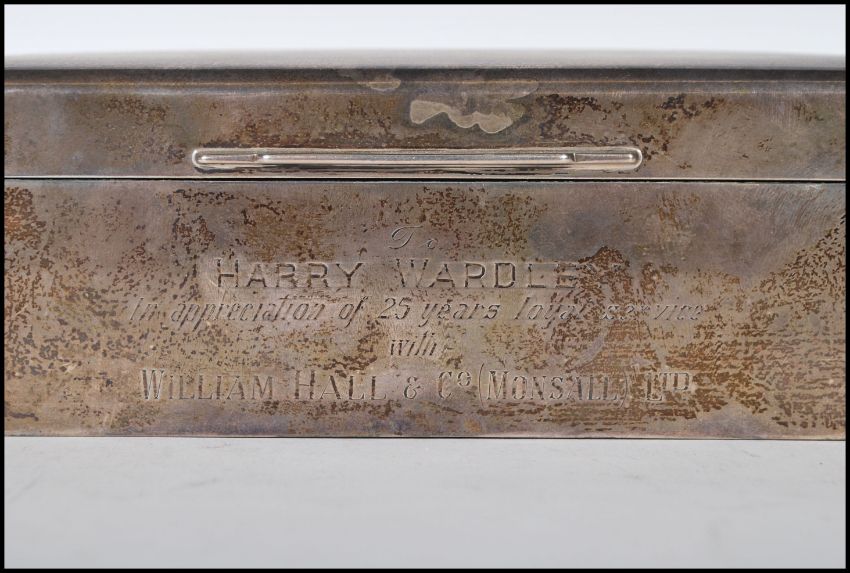 To
HARRY WARDLE
In appreciation of 25 years loyal service
with
WILLIAM HALL & Co (MONSALL) LTD